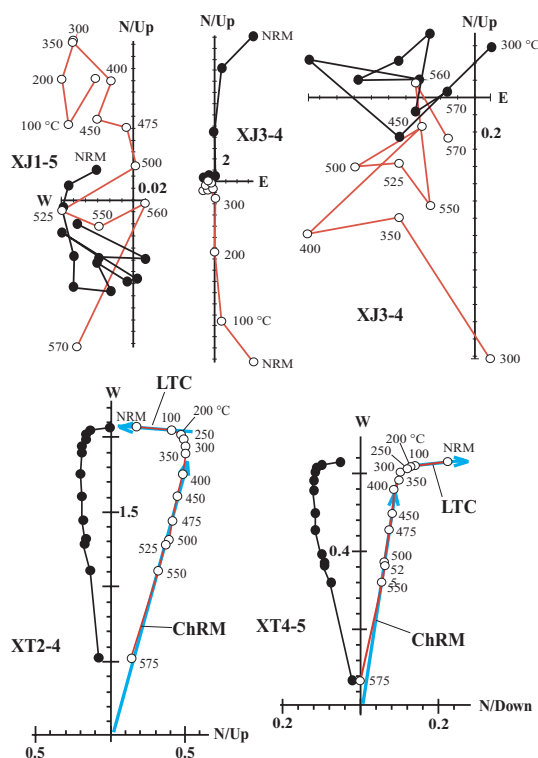 N/Up
300
350
200
400
100 °C
450
475
XJ1-5
500
NRM
W
0.02
525
550
560
570
N/Up
NRM
XJ3-4
2
E
300
200
100 °C
NRM
N/Up
300 °C
560
570
E
450
0.2
570
500
525
550
400
350
XJ3-4
300
W
LTC
NRM
100
200 °C
250
300
350
400
1.5
450
475
500
525
550
XT2-4
ChRM
575
N/Up
0.5
0.5
W
200 °C
NRM
250
300
350
LTC
400
450
475
0.4
500
52
5
550
XT4-5
ChRM
575
N/Down
0.2
0.2